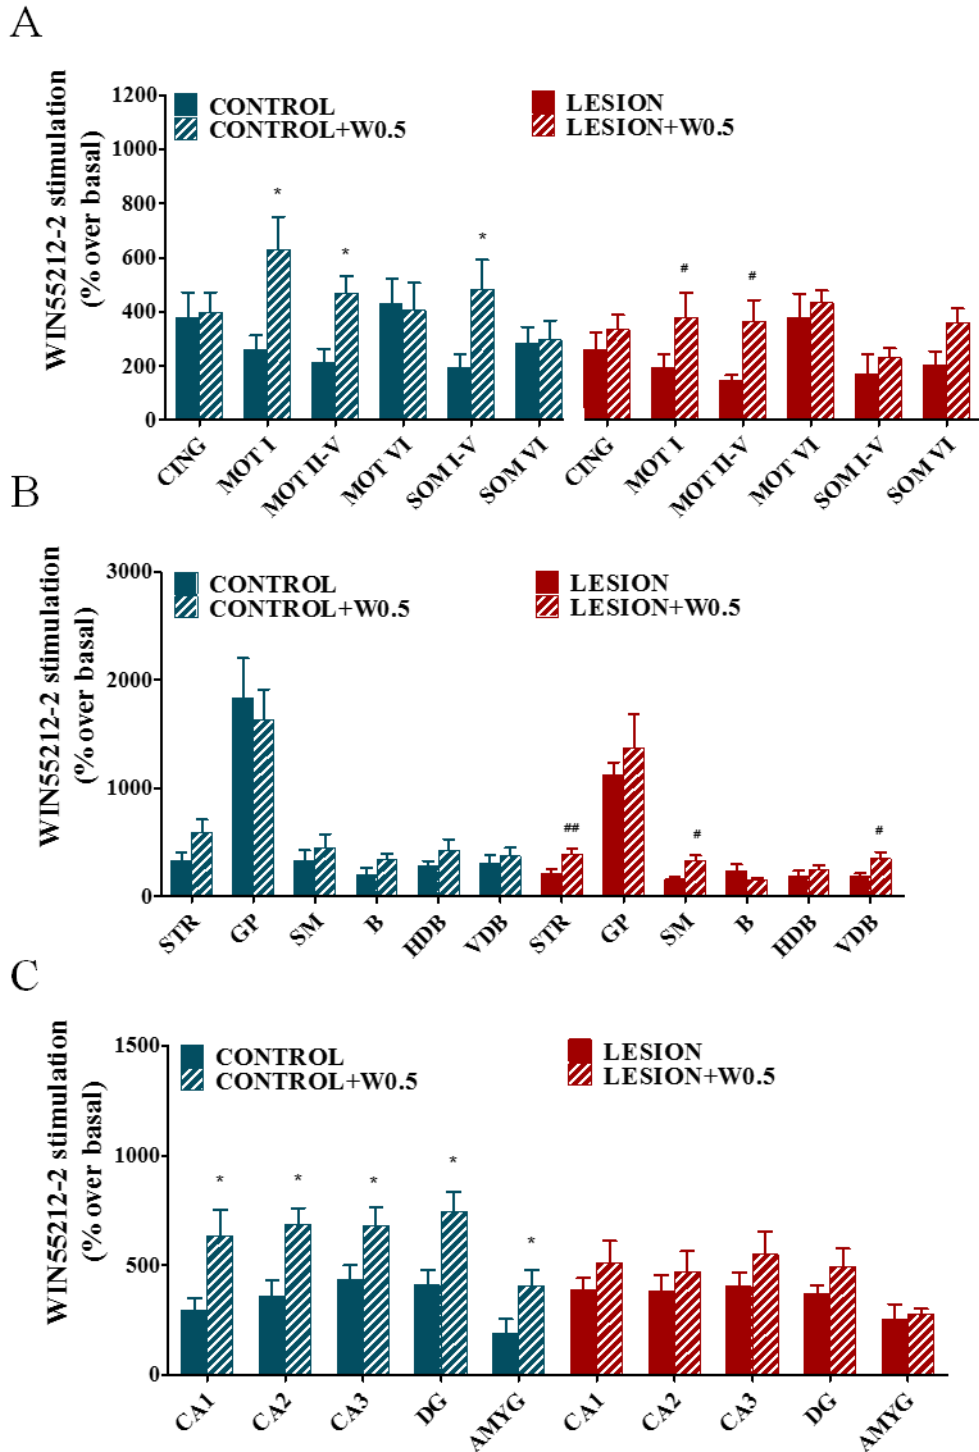 A
WIN55212-2 stimulation
(% over basal)
1200
1000
800
600
400
200
0
CONTROL
CONTROL+W0.5
LESION
LESION+W0.5
* * * # #
CING MOT I MOT II-V MOT VI SOM I-V SOM VI CING MOT I MOT II-V MOT VI SOM I-V SOM VI
B
WIN55212-2 stimulation
(% over basal)
3000
2000
1000
0
CONTROL
CONTROL+W0.5
LESION
LESION+W0.5
## # #
STR GP SM B HDB VDB STR GP SM B HDB VDB
C
WIN55212-2 stimulation
(% over basal)
1500
1000
500
0
CONTROL
CONTROL+W0.5
LESION
LESION+W0.5
* * * * *
CA1 CA2 CA3 DG AMYG CA1 CA2 CA3 DG AMYG